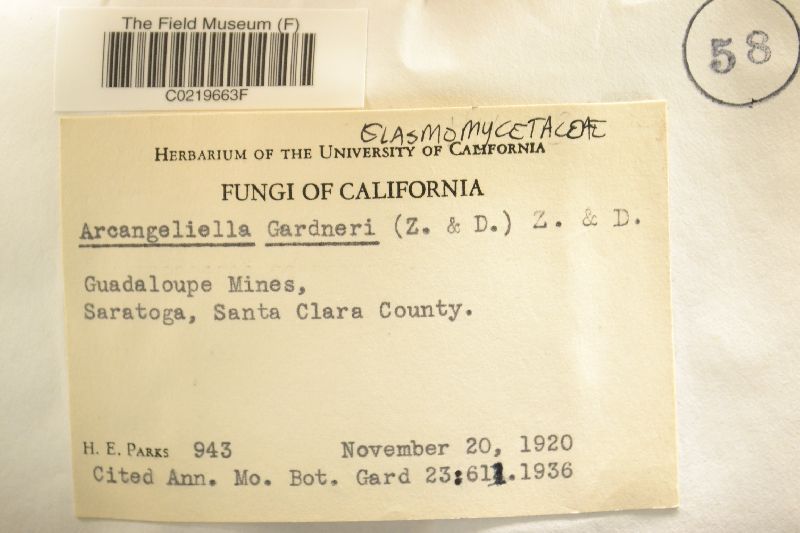 The Field Museum (F)
C0219663F
58
ELASMOMYCETACEAE
HERBARIUM OF THE UNIVERSITY OF CALIFORNIA
FUNGI OF CALIFORNIA
Arcangeliella Gardneri (Z. & D.) Z. & D.
Guadaloupe Mines,
Saratoga, Santa Clara County.
H. E. PARKS 943 November 20, 1920
Cited Ann. Mo. Bot. Gard 23:611.1936